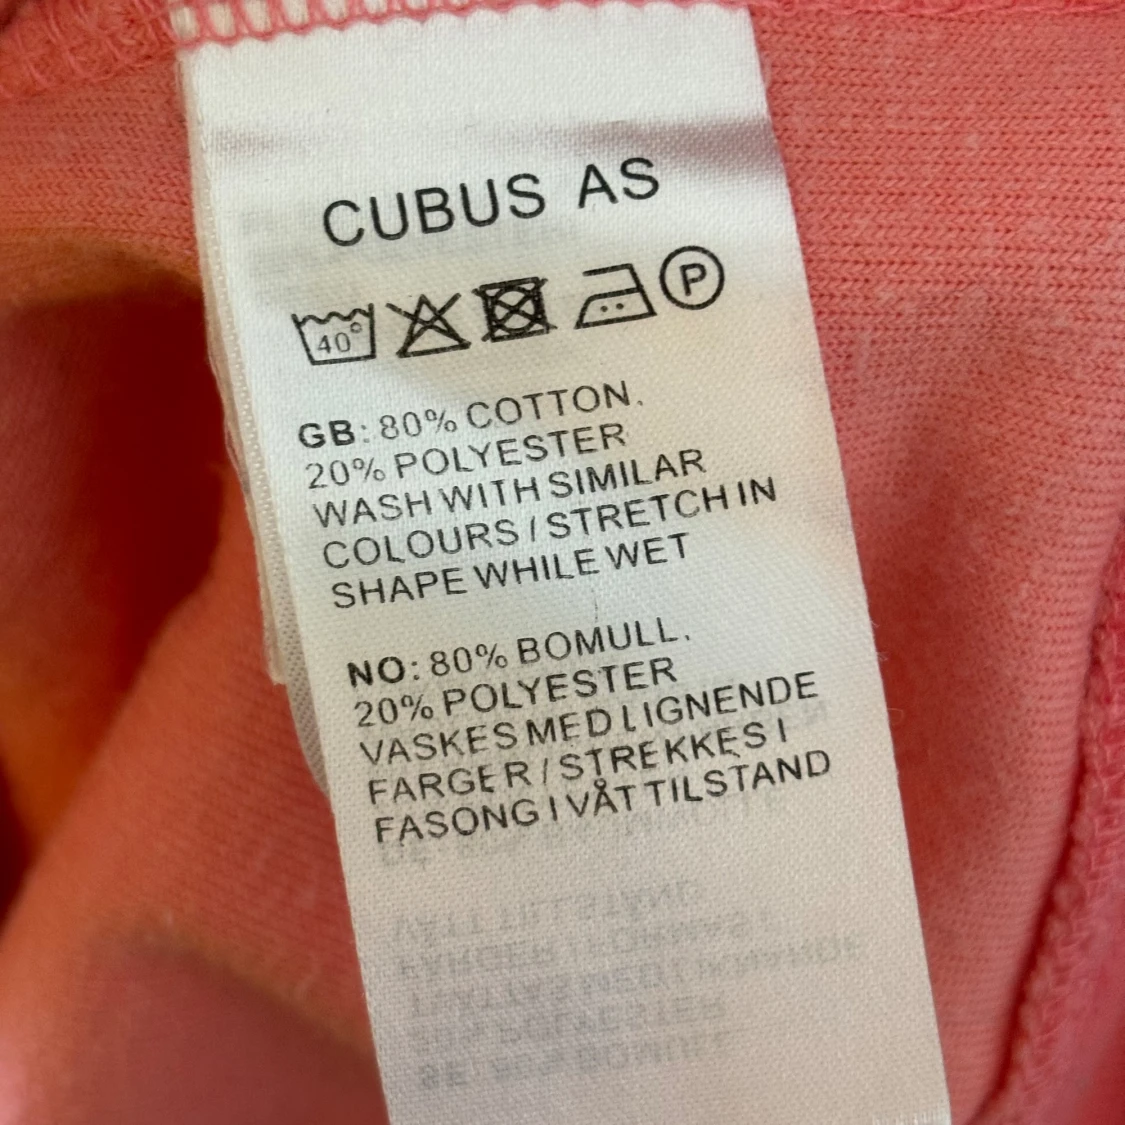 CUBUS AS
40°
P
GB: 80% COTTON.
20% POLYESTER
WASH WITH SIMILAR
COLOURS / STRETCH IN
SHAPE WHILE WET
NO: 80% BOMULL.
20% POLYESTER
VASKES MED LIGNENDE
FARGER / STREKKES I
FASONG I VÅT TILSTAND